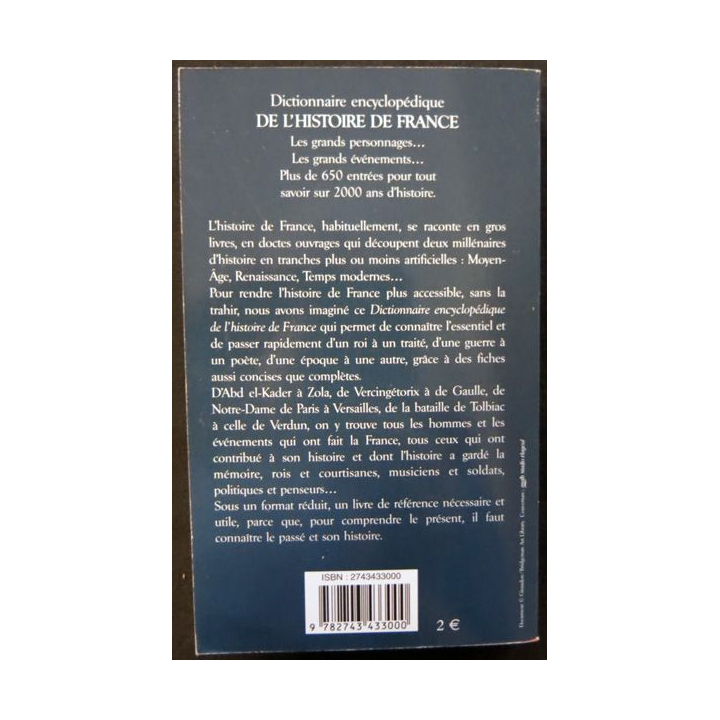 Dictionnaire encyclopédique
DE L'HISTOIRE DE FRANCE
Les grands personnages...
Les grands événements...
Plus de 650 entrées pour tout
savoir sur 2000 ans d'histoire.
L'histoire de France, habituellement, se raconte en gros
livres, en doctes ouvrages qui découpent deux millénaires
d'histoire en tranches plus ou moins artificielles : Moyen-
Âge, Renaissance, Temps modernes...
Pour rendre l'histoire de France plus accessible, sans la
trahir, nous avons imaginé ce Dictionnaire encyclopédique
de l'histoire de France qui permet de connaître l'essentiel et
de passer rapidement d'un roi à un traité, d'une guerre à
un poète, d'une époque à une autre, grâce à des fiches
aussi concises que complètes.
D'Abd el-Kader à Zola, de Vercingétorix à de Gaulle, de
Notre-Dame de Paris à Versailles, de la bataille de Tolbiac
à celle de Verdun, on y trouve tous les hommes et les
événements qui ont fait la France, tous ceux qui ont
contribué à son histoire et dont l'histoire a gardé la
mémoire, rois et courtisanes, musiciens et soldats,
politiques et penseurs...
Sous un format réduit, un livre de référence nécessaire et
utile, parce que, pour comprendre le présent, il faut
connaître le passé et son histoire.
ISBN : 2743433000
9 782743 433000
2 €
Document © Giraudon/Bridgeman Art Library. Couverture :